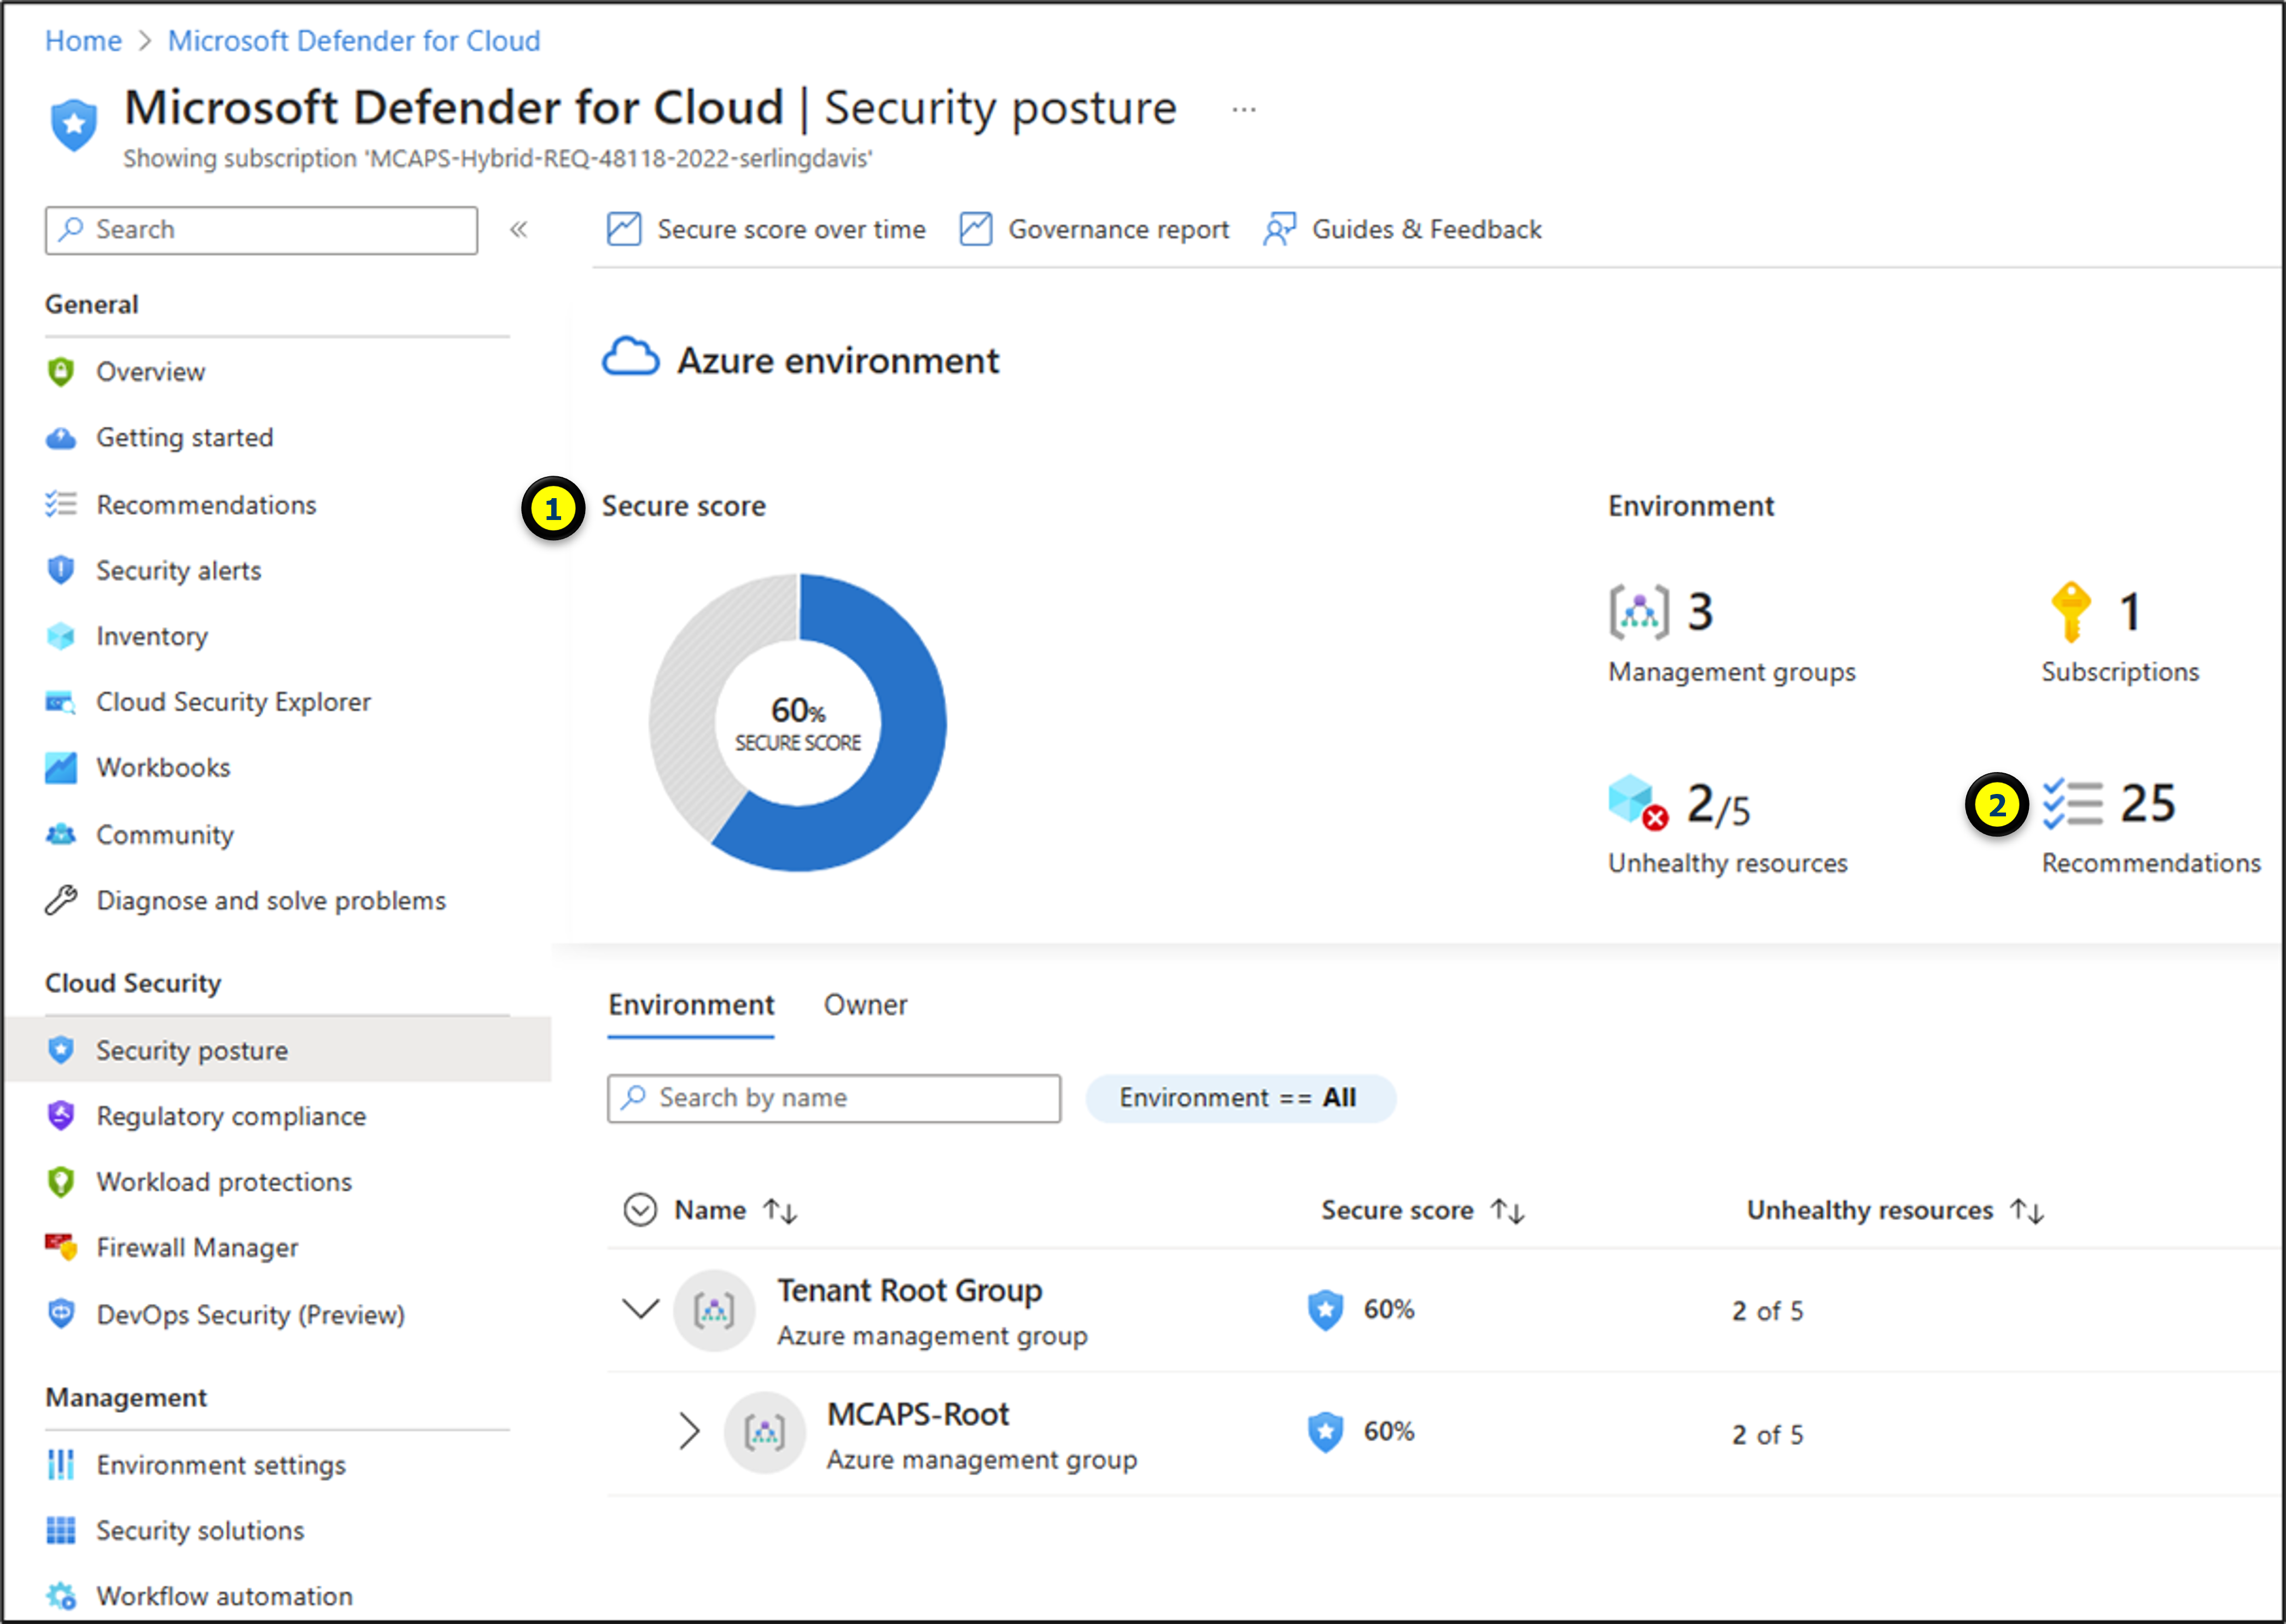 Home > Microsoft Defender for Cloud
Microsoft Defender for Cloud | Security posture ...
Showing subscription 'MCAPS-Hybrid-REQ-48118-2022-serlingdavis'
Search «
Secure score over time Governance report Guides & Feedback
General
Overview
Getting started
Recommendations
Security alerts
Inventory
Cloud Security Explorer
Workbooks
Community
Diagnose and solve problems
Cloud Security
Security posture
Regulatory compliance
Workload protections
Firewall Manager
DevOps Security (Preview)
Management
Environment settings
Security solutions
Workflow automation
Azure environment
1 Secure score
60%
SECURE SCORE
Environment
3
Management groups
1
Subscriptions
2/5
Unhealthy resources
2 25
Recommendations
Environment Owner
Search by name Environment == All
Name ↑↓ Secure score ↑↓ Unhealthy resources ↑↓
Tenant Root Group
Azure management group
60% 2 of 5
MCAPS-Root
Azure management group
60% 2 of 5